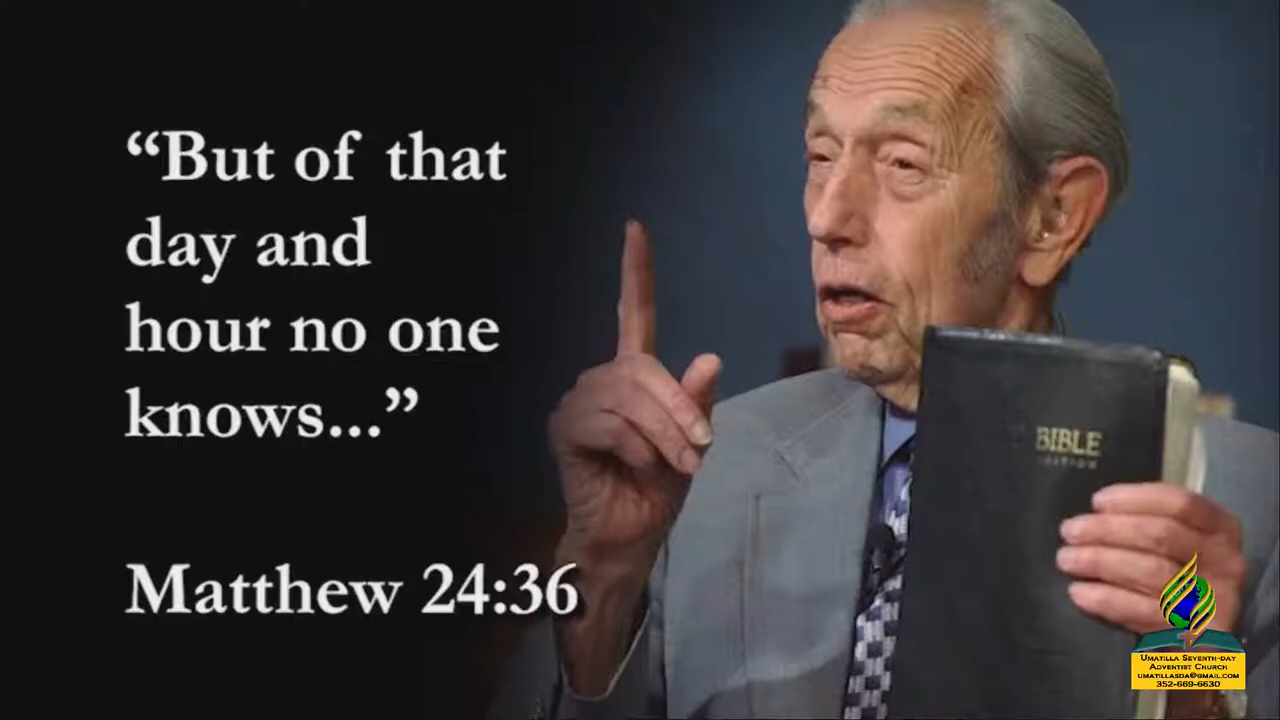 “But of that
day and
hour no one
knows...”
Matthew 24:36
BIBLE
Umatilla Seventh-day
Adventist Church
umatillasda@gmail.com
352-669-6630